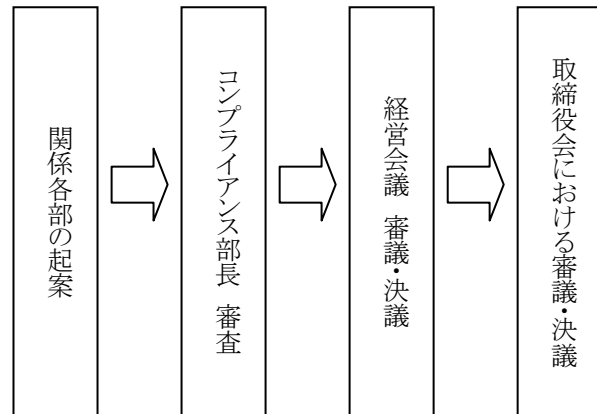 関係各部の起案
コンプライアンス部長 審査
経営会議 審議・決議
取締役会における審議・決議